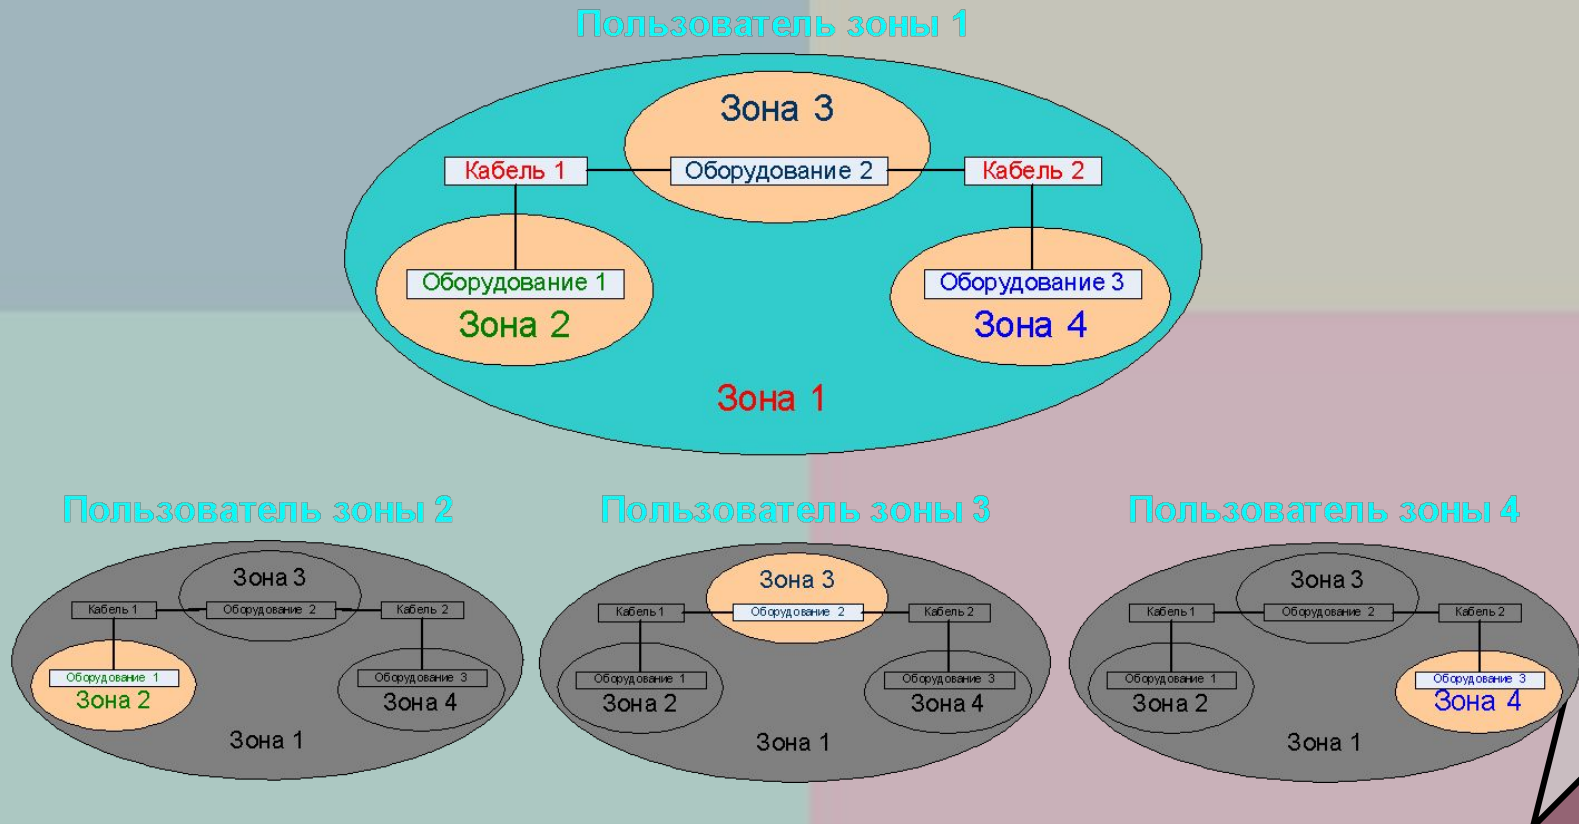 Пользователь зоны 1
Зона 3
Кабель 1
Оборудование 2
Кабель 2
Оборудование 1
Оборудование 3
Зона 2
Зона 4
Зона 1
Пользователь зоны 2
Зона 3
Кабель 1
Оборудование 2
Кабель 2
Оборудование 1
Оборудование 3
Зона 2
Зона 4
Зона 1
Пользователь зоны 3
Зона 3
Кабель 1
Оборудование 2
Кабель 2
Оборудование 1
Оборудование 3
Зона 2
Зона 4
Зона 1
Пользователь зоны 4
Зона 3
Кабель 1
Оборудование 2
Кабель 2
Оборудование 1
Оборудование 3
Зона 2
Зона 4
Зона 1